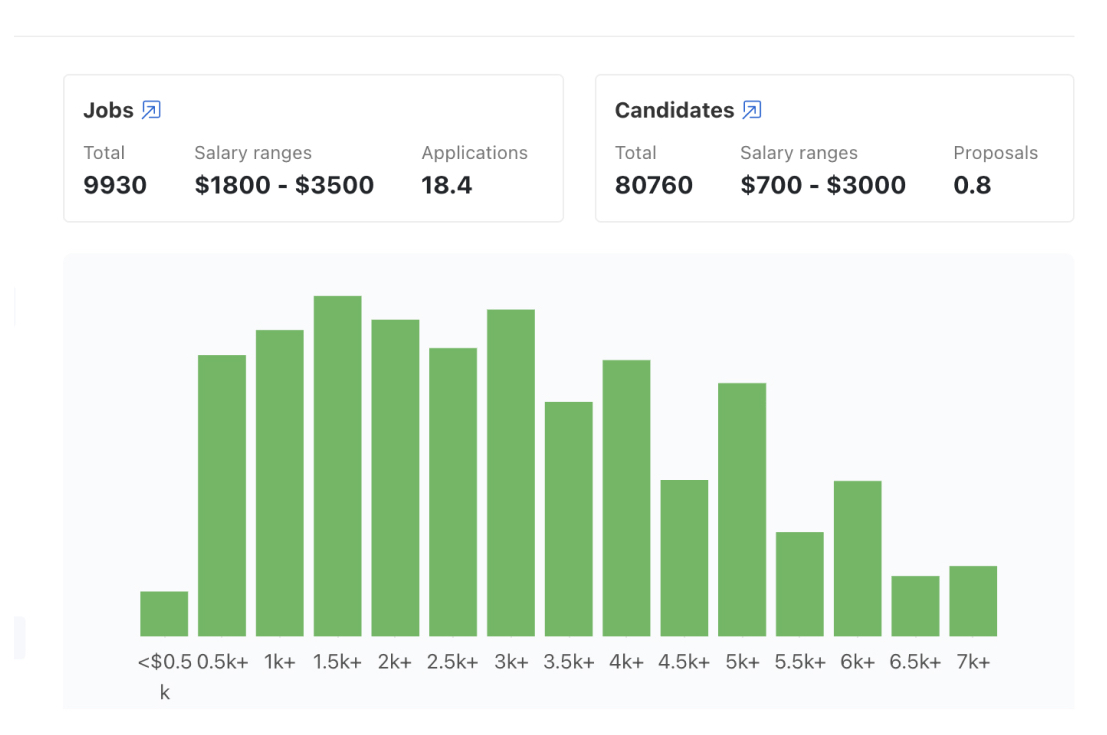 Jobs
Total Salary ranges Applications
9930 $1800 - $3500 18.4
Candidates
Total Salary ranges Proposals
80760 $700 - $3000 0.8
<$0.5 0.5k+ 1k+ 1.5k+ 2k+ 2.5k+ 3k+ 3.5k+ 4k+ 4.5k+ 5k+ 5.5k+ 6k+ 6.5k+ 7k+
k